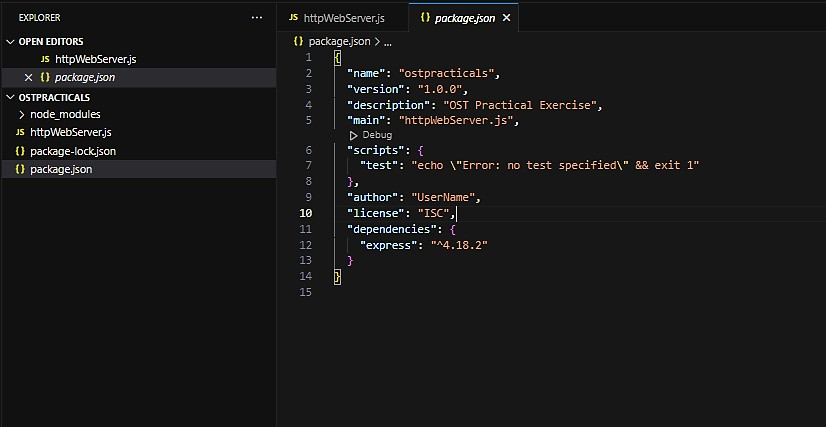 EXPLORER
...
OPEN EDITORS
JS httpWebServer.js
{} package.json
OSTPRACTICALS
node_modules
JS httpWebServer.js
{} package-lock.json
{} package.json
JS httpWebServer.js
{} package.json
{} package.json > ...
1 {
2 "name": "ostpracticals",
3 "version": "1.0.0",
4 "description": "OST Practical Exercise",
5 "main": "httpWebServer.js",
Debug
6 "scripts": {
7 "test": "echo \"Error: no test specified\" && exit 1"
8 },
9 "author": "UserName",
10 "license": "ISC",
11 "dependencies": {
12 "express": "^4.18.2"
13 }
14 }
15